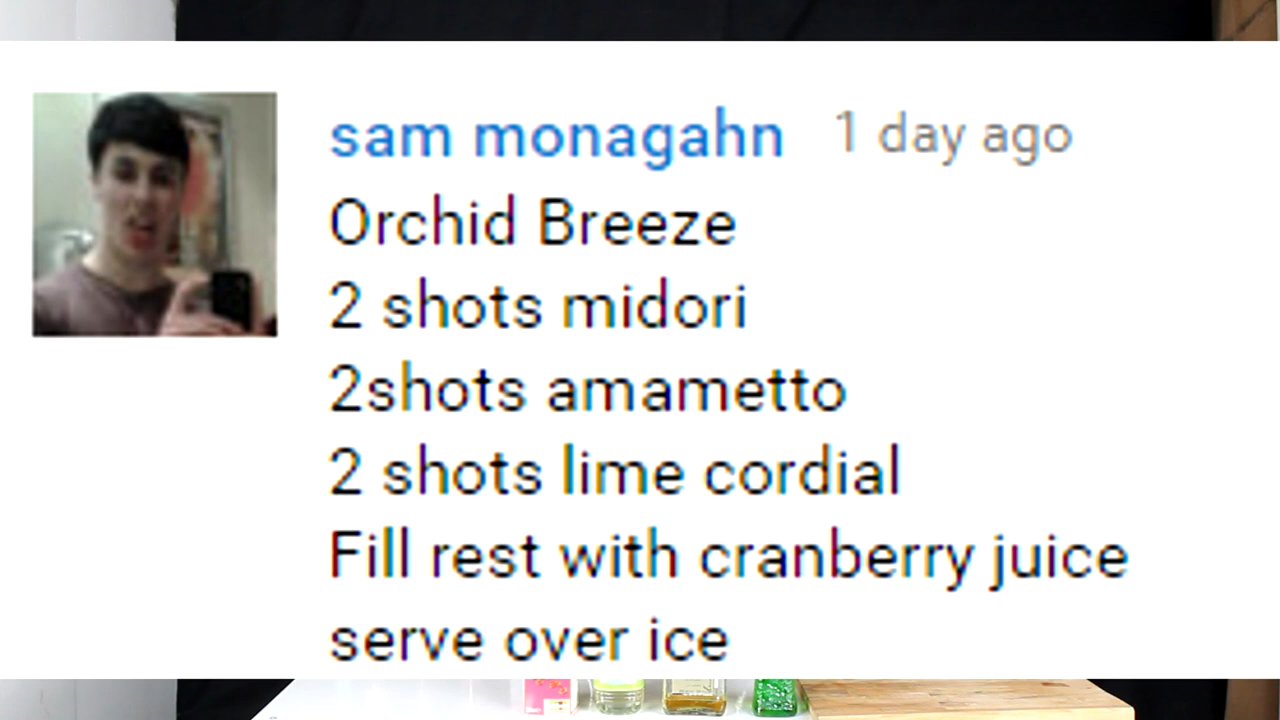 sam monagahn 1 day ago
Orchid Breeze
2 shots midori
2shots amametto
2 shots lime cordial
Fill rest with cranberry juice
serve over ice